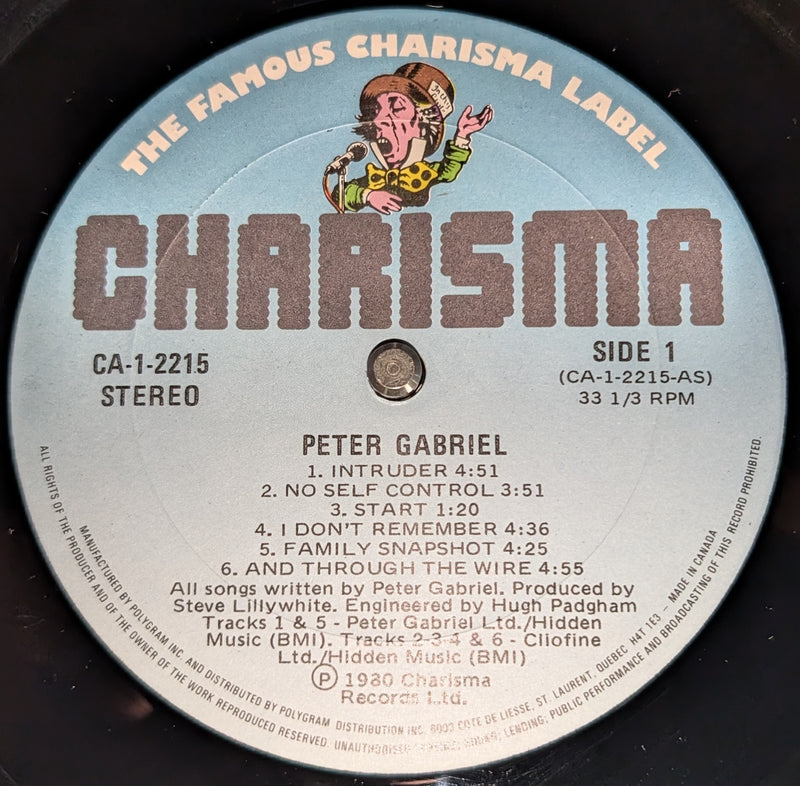 THE FAMOUS CHARISMA LABEL
CHARISMA
CA-1-2215
STEREO
SIDE 1
(CA-1-2215-AS)
33 1/3 RPM
PETER GABRIEL
1. INTRUDER 4:51
2. NO SELF CONTROL 3:51
3. START 1:20
4. I DON'T REMEMBER 4:36
5. FAMILY SNAPSHOT 4:25
6. AND THROUGH THE WIRE 4:55
All songs written by Peter Gabriel. Produced by
Steve Lillywhite. Engineered by Hugh Padgham
Tracks 1 & 5 - Peter Gabriel Ltd./Hidden
Music (BMI). Tracks 2-3-4 & 6 - Cliofine
Ltd./Hidden Music (BMI)
Ⓟ 1980 Charisma
Records Ltd.
MANUFACTURED BY POLYGRAM INC. AND DISTRIBUTED BY POLYGRAM DISTRIBUTION INC. 6000 COTE DE LIESSE, ST. LAURENT, QUEBEC H4T 1E3 – MADE IN CANADA
ALL RIGHTS OF THE PRODUCER AND OF THE OWNER OF THE WORK REPRODUCED RESERVED. UNAUTHORISED LENDING, PUBLIC PERFORMANCE AND BROADCASTING OF THIS RECORD PROHIBITED.